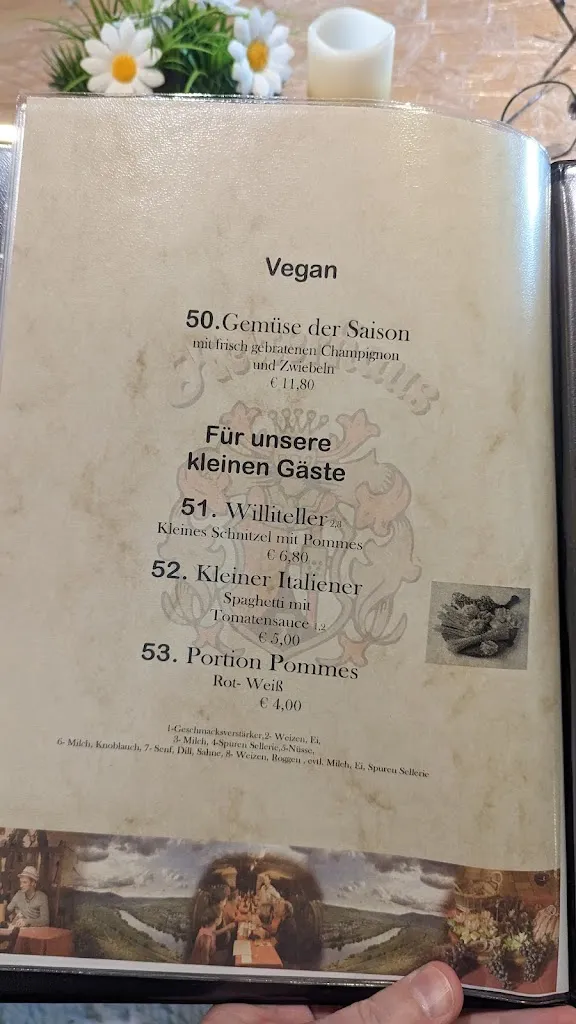 Vegan
50.Gemüse der Saison
mit frisch gebratenen Champignon
und Zwiebeln
€ 11,80
Für unsere
kleinen Gäste
51. Williteller 2,8
Kleines Schnitzel mit Pommes
€ 6,80
52. Kleiner Italiener
Spaghetti mit
Tomatensauce 1,2
€ 5,00
53. Portion Pommes
Rot- Weiß
€ 4,00
1-Geschmacksverstärker,2- Weizen, Ei,
3- Milch, 4-Spuren Sellerie,5-Nüsse,
6- Milch, Knoblauch, 7- Senf, Dill, Sahne, 8- Weizen, Roggen , evtl. Milch, Ei, Spuren Sellerie